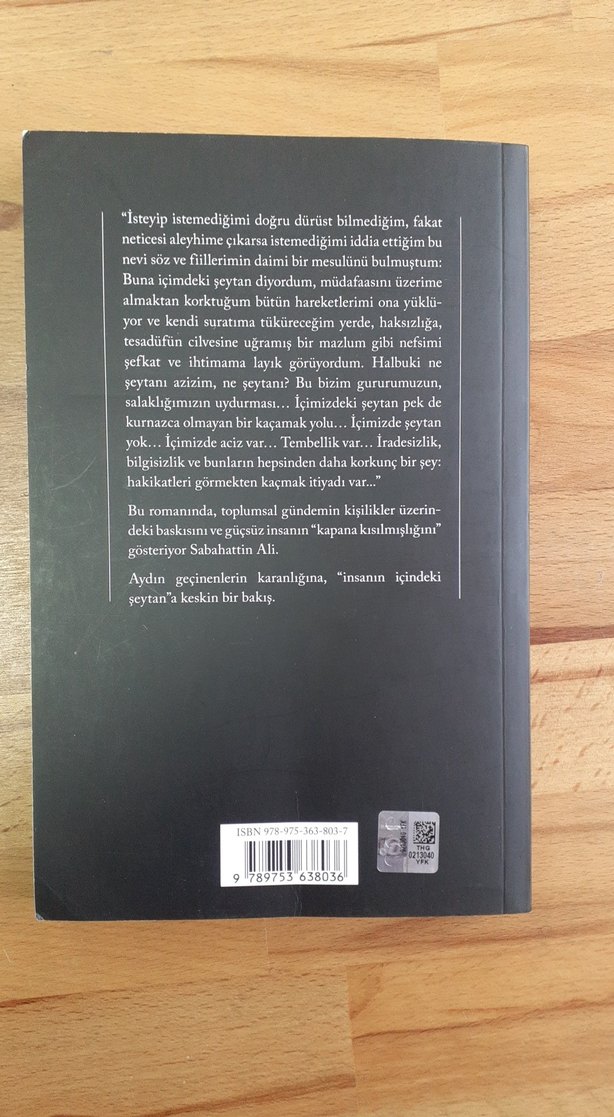 “İsteyip istemediğimi doğru dürüst bilmediğim, fakat
neticesi aleyhime çıkarsa istemediğimi iddia ettiğim bu
nevi söz ve fiillerimin daimi bir mesulünü bulmuştum:
Buna içimdeki şeytan diyordum, müdafaasını üzerime
almaktan korktuğum bütün hareketlerimi ona yüklü-
yor ve kendi suratıma tüküreceğim yerde, haksızlığa,
tesadüfün cilvesine uğramış bir mazlum gibi nefsimi
şefkat ve ihtimama layık görüyordum. Halbuki ne
şeytanı azizim, ne şeytanı? Bu bizim gururumuzun,
salaklığımızın uydurması… İçimizdeki şeytan pek de
kurnazca olmayan bir kaçamak yolu… İçimizde şeytan
yok… İçimizde aciz var… Tembellik var… İradesizlik,
bilgisizlik ve bunların hepsinden daha korkunç bir şey:
hakikatleri görmekten kaçmak itiyadı var...”
Bu romanında, toplumsal gündemin kişilikler üzerin-
deki baskısını ve güçsüz insanın “kapana kısılmışlığını”
gösteriyor Sabahattin Ali.
Aydın geçinenlerin karanlığına, “insanın içindeki
şeytan”a keskin bir bakış.
ISBN 978-975-363-803-7
9 789753 638036
THG
0213040
YFK